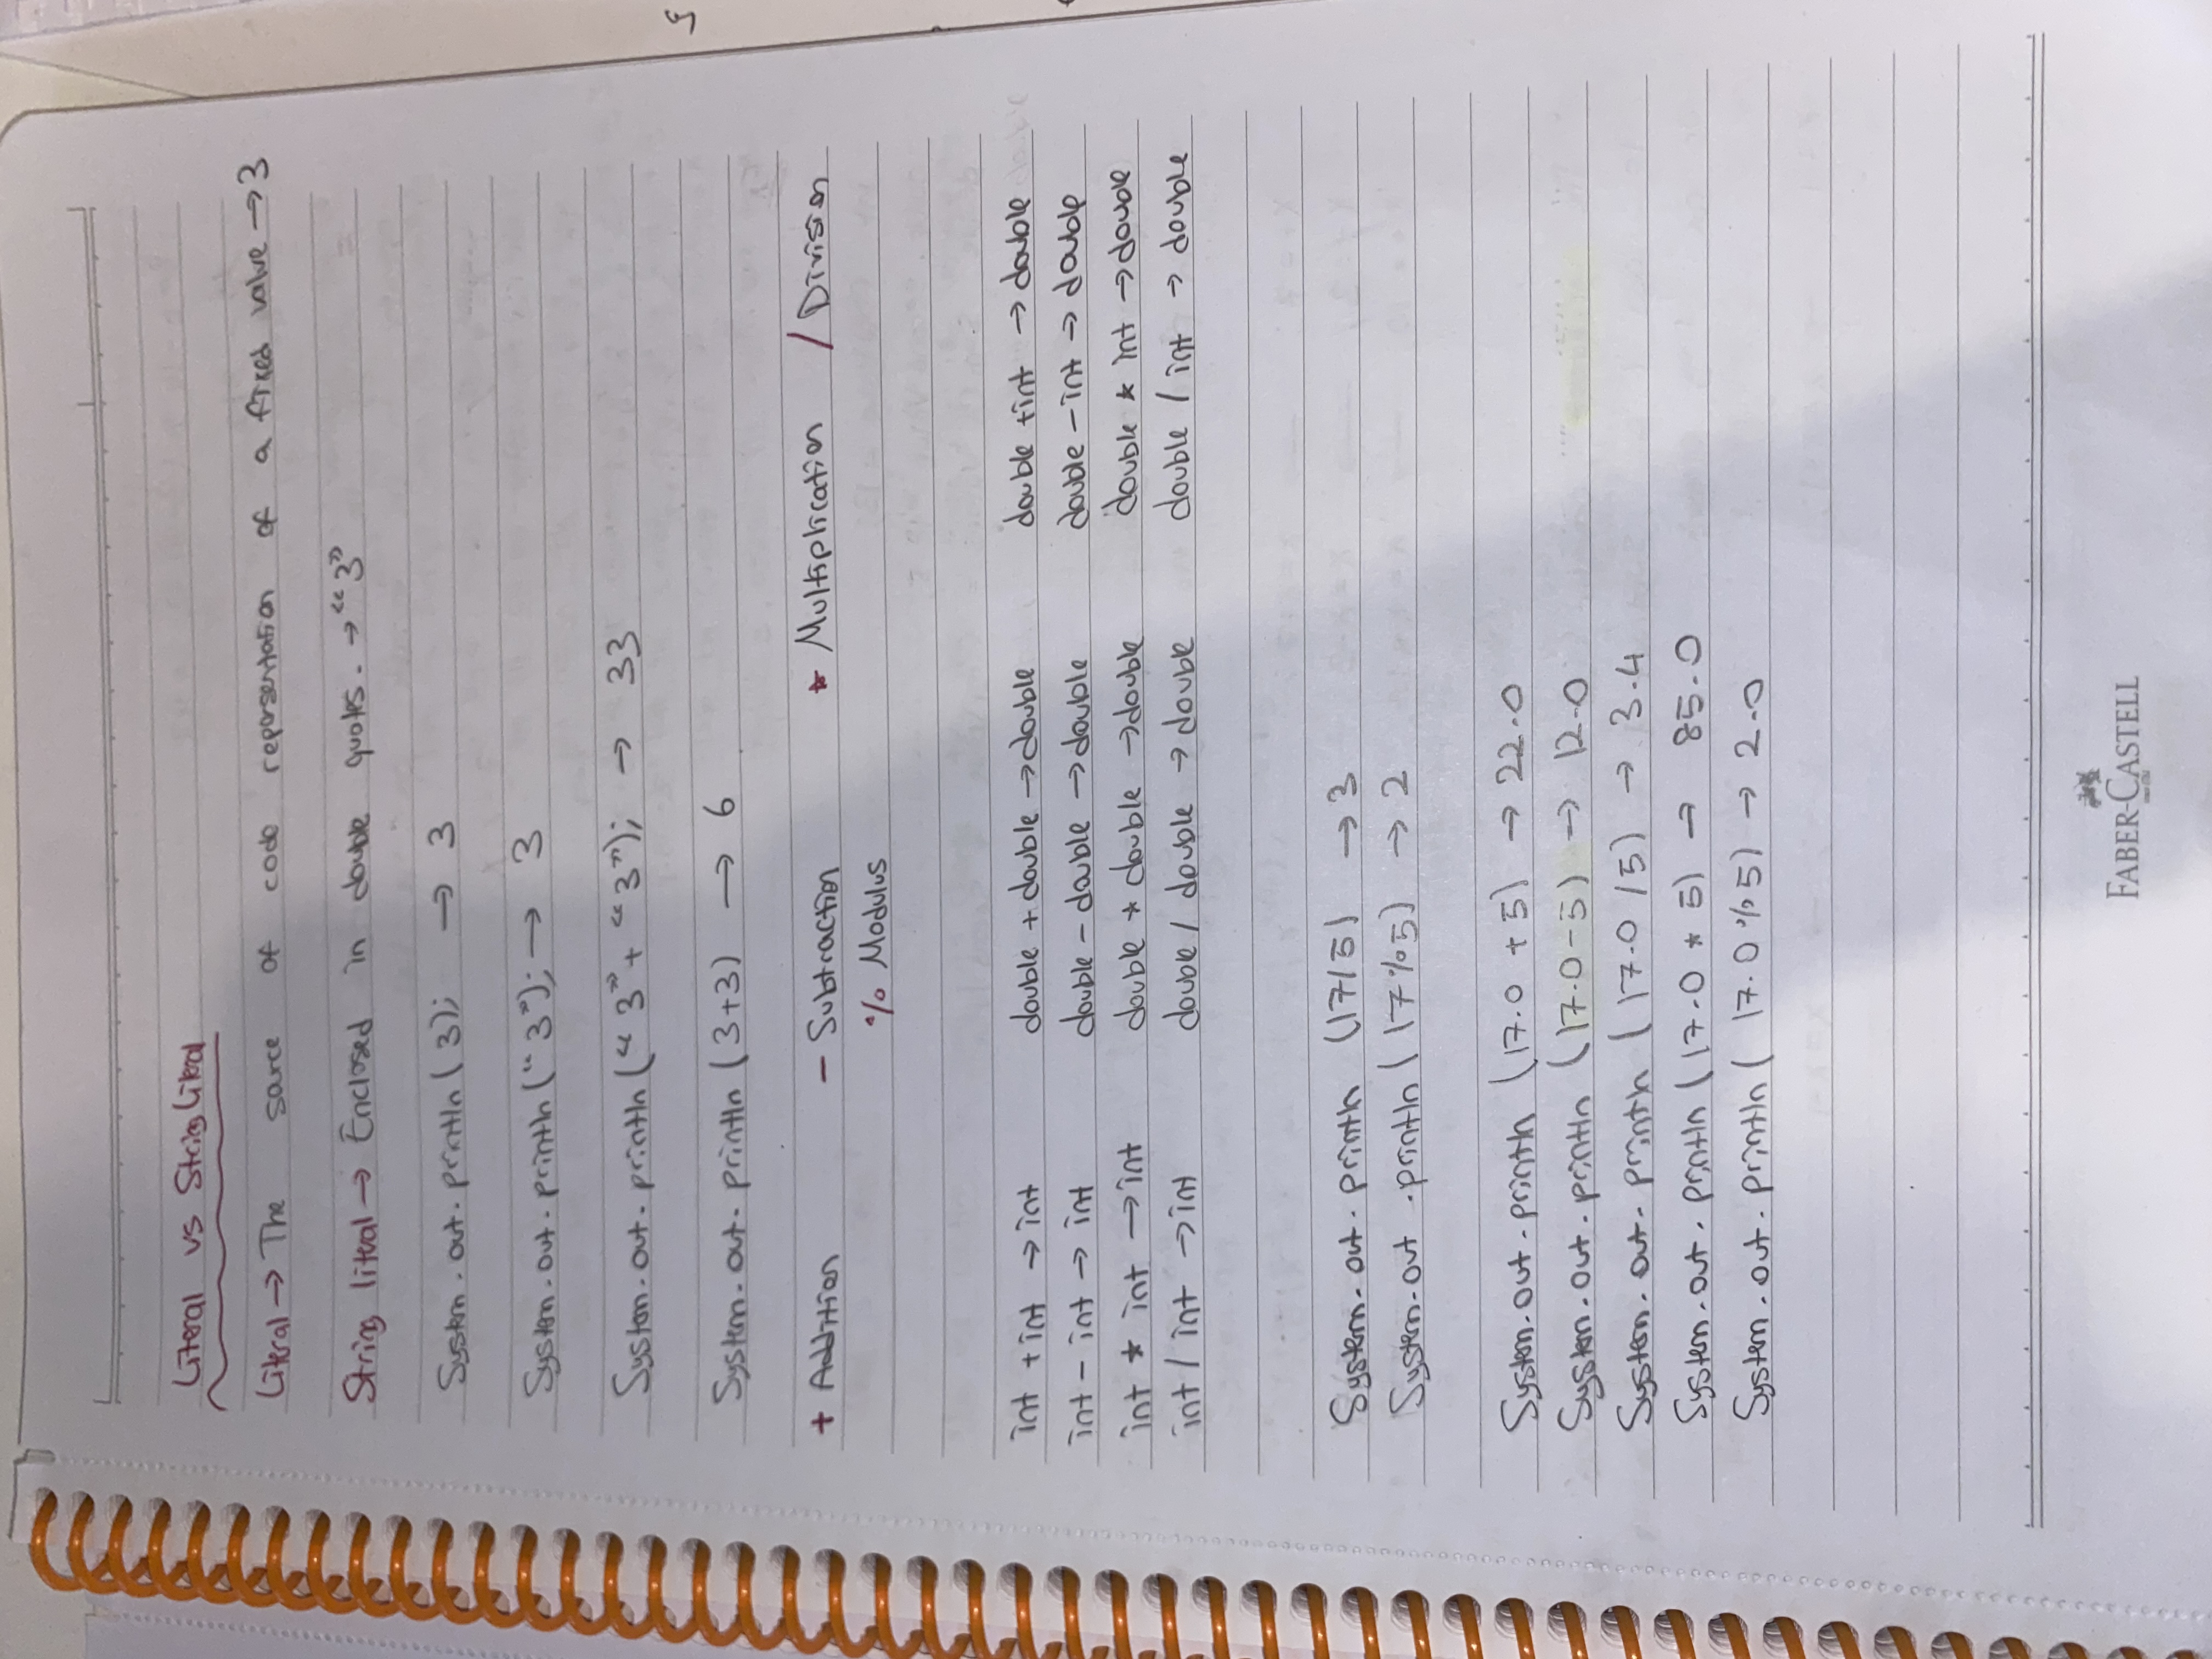 Literal vs String Literal
Literal → The sarce of code repersentation of a fixed value → 3
String literal → Enclosed in double quotes. → “3”
System.out.println(3); → 3
System.out.println(“3”); → 3
System.out.println(“3” + “3”); → 33
System.out.println(3+3) → 6
+ Addition - Subtraction * Multiplication / Division
% Modulus
int + int → int double + double → double double + int → double
int - int → int double - double → double double - int → double
int * int → int double * double → double double * int → double
int / int → int double / double → double double / int → double
System.out.println (17/5) → 3
System.out.println (17%5) → 2
System.out.println (17.0 + 5) → 22.0
System.out.println (17.0-5) → 12.0
System.out.println (17.0 /5) → 3.4
System.out.println (17.0 * 5) → 85.0
System.out.println (17.0 % 5) → 2.0
FABER-CASTELL